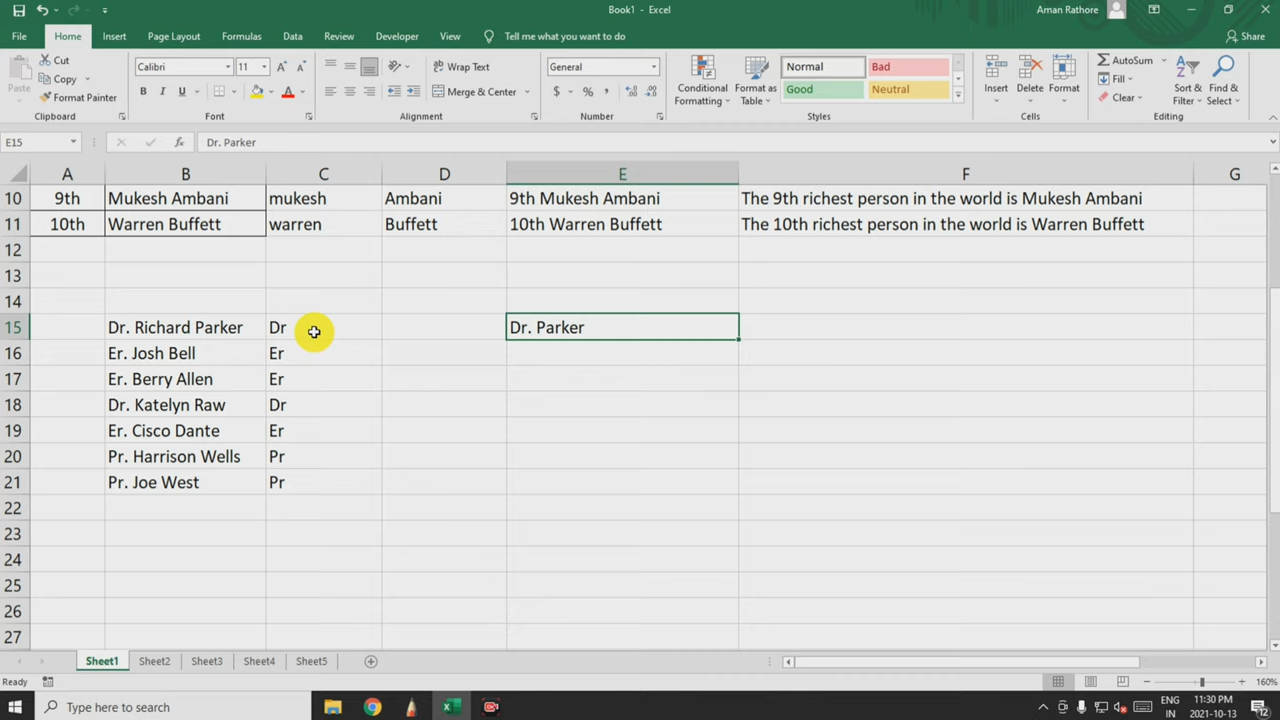 Book1 - Excel
Aman Rathore
File Home Insert Page Layout Formulas Data Review Developer View Tell me what you want to do Share
Paste
Cut
Copy
Format Painter
Clipboard
Calibri 11
B I U
Font
Wrap Text
Merge & Center
Alignment
General
$ %
Number
Conditional Formatting
Format as Table
Normal Bad
Good Neutral
Styles
Insert Delete Format
Cells
AutoSum
Fill
Clear
Sort & Filter
Find & Select
Editing
E15 fx Dr. Parker
A B C D E F G
10 9th Mukesh Ambani mukesh Ambani 9th Mukesh Ambani The 9th richest person in the world is Mukesh Ambani
11 10th Warren Buffett warren Buffett 10th Warren Buffett The 10th richest person in the world is Warren Buffett
12
13
14
15 Dr. Richard Parker Dr Dr. Parker
16 Er. Josh Bell Er
17 Er. Berry Allen Er
18 Dr. Katelyn Raw Dr
19 Er. Cisco Dante Er
20 Pr. Harrison Wells Pr
21 Pr. Joe West Pr
22
23
24
25
26
27
Sheet1 Sheet2 Sheet3 Sheet4 Sheet5
Ready 160%
Type here to search
ENG
IN
11:30 PM
2021-10-13
12